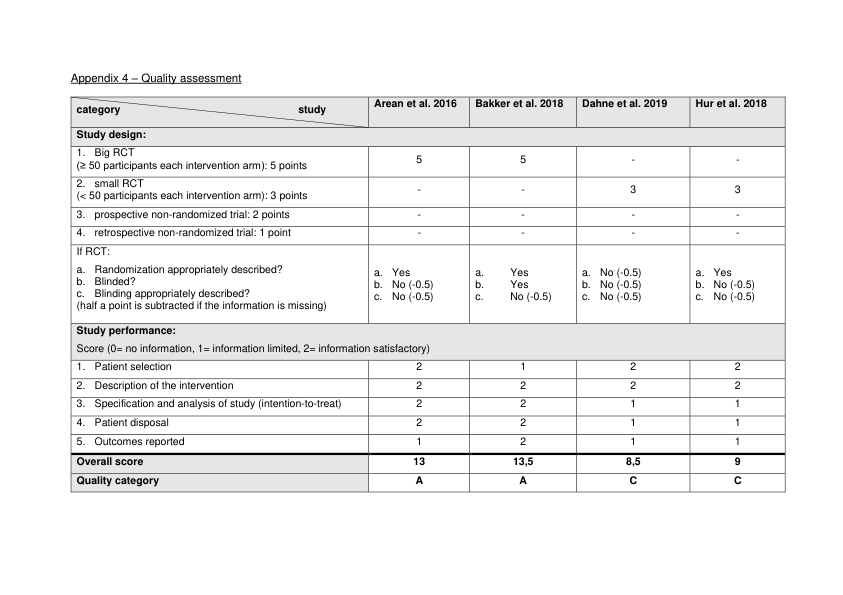 Appendix 4 – Quality assessment
category study Arean et al. 2016 Bakker et al. 2018 Dahne et al. 2019 Hur et al. 2018
Study design:
1. Big RCT
(≥ 50 participants each intervention arm): 5 points 5 5 - -
2. small RCT
(< 50 participants each intervention arm): 3 points - - 3 3
3. prospective non-randomized trial: 2 points - - - -
4. retrospective non-randomized trial: 1 point - - - -
If RCT:
a. Randomization appropriately described? a. Yes a. Yes a. No (-0.5) a. Yes
b. Blinded? b. No (-0.5) b. Yes b. No (-0.5) b. No (-0.5)
c. Blinding appropriately described? c. No (-0.5) c. No (-0.5) c. No (-0.5) c. No (-0.5)
(half a point is subtracted if the information is missing)
Study performance:
Score (0= no information, 1= information limited, 2= information satisfactory)
1. Patient selection 2 1 2 2
2. Description of the intervention 2 2 2 2
3. Specification and analysis of study (intention-to-treat) 2 2 1 1
4. Patient disposal 2 2 1 1
5. Outcomes reported 1 2 1 1
Overall score 13 13,5 8,5 9
Quality category A A C C